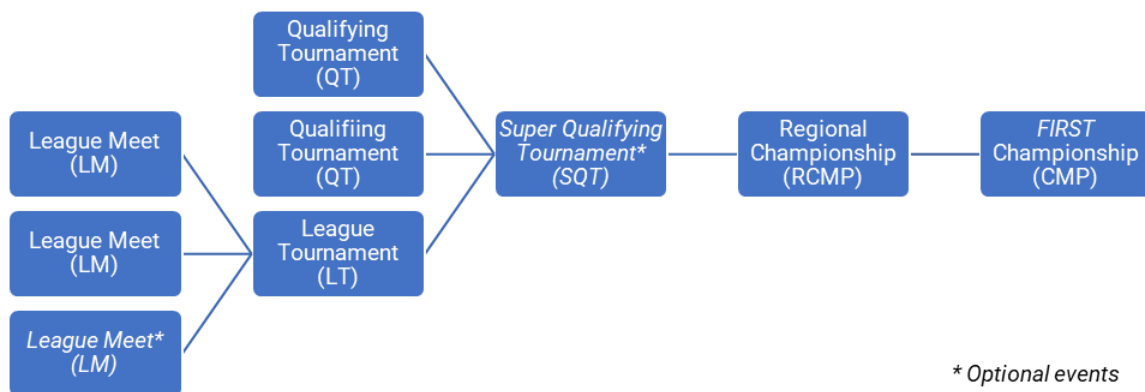 Qualifying
Tournament
(QT)
League Meet
(LM)
Qualifiing
Tournament
(QT)
Super Qualifying
Tournament*
(SQT)
Regional
Championship
(RCMP)
FIRST
Championship
(CMP)
League Meet
(LM)
League
Tournament
(LT)
League Meet*
(LM)
* Optional events